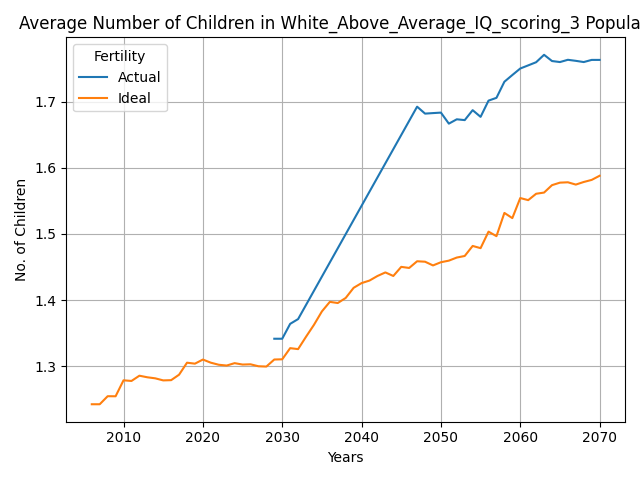 Average Number of Children in White_Above_Average_IQ_scoring_3 Popula
Fertility
Actual
Ideal
No. of Children
1.7
1.6
1.5
1.4
1.3
2010 2020 2030 2040 2050 2060 2070
Years